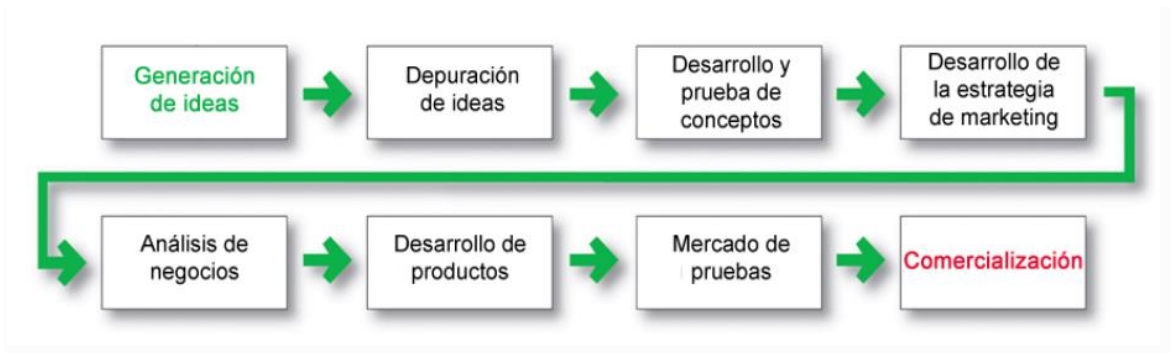 Generación
de ideas
Depuración
de ideas
Desarrollo y
prueba de
conceptos
Desarrollo de
la estrategia
de marketing
Análisis de
negocios
Desarrollo de
productos
Mercado de
pruebas
Comercialización